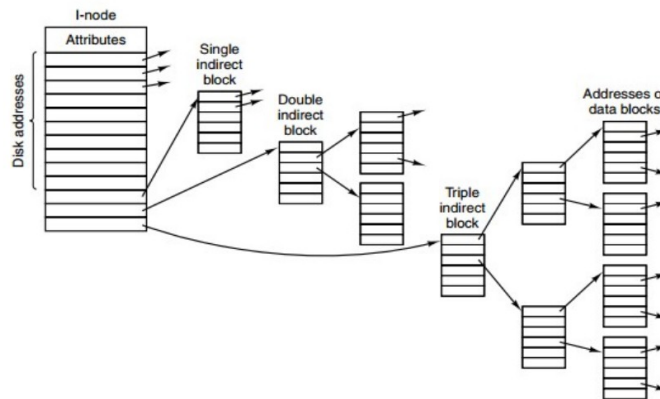 I-node
Attributes
Disk addresses
Single
indirect
block
Double
indirect
block
Triple
indirect
block
Addresses o
data blocks